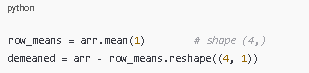 python
row_means = arr.mean(1)        # shape (4,)
demeaned = arr - row_means.reshape((4, 1))